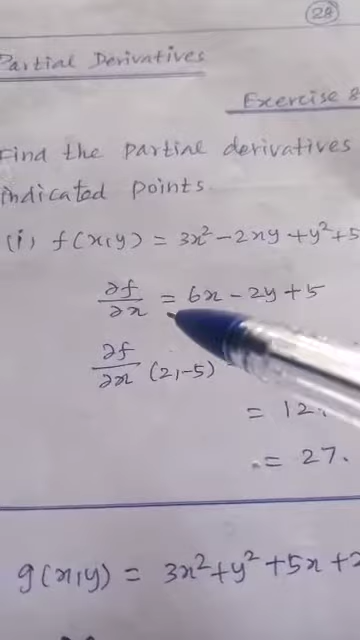 28
Partial Derivatives
Exercise 8
Find the partial derivatives
indicated points.
(i) f(x,y) = 3x² - 2xy + y² + 5
∂f/∂x = 6x - 2y + 5
∂f/∂x (2,-5)
= 12
= 27.
g(x,y) = 3x² + y² + 5x + 2